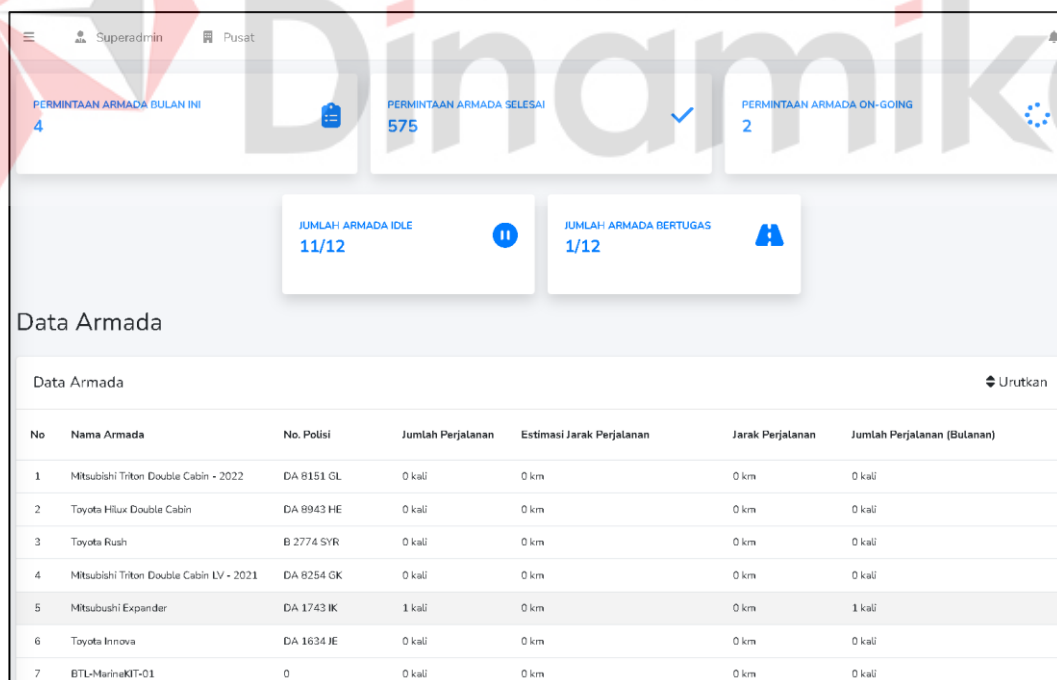 Dinamika
Superadmin Pusat
PERMINTAAN ARMADA BULAN INI
4
PERMINTAAN ARMADA SELESAI
575
PERMINTAAN ARMADA ON-GOING
2
JUMLAH ARMADA IDLE
11/12
JUMLAH ARMADA BERTUGAS
1/12
Data Armada
Data Armada Urutkan
No Nama Armada No. Polisi Jumlah Perjalanan Estimasi Jarak Perjalanan Jarak Perjalanan Jumlah Perjalanan (Bulanan)
1 Mitsubishi Triton Double Cabin - 2022 DA 8151 GL 0 kali 0 km 0 km 0 kali
2 Toyota Hilux Double Cabin DA 8943 HE 0 kali 0 km 0 km 0 kali
3 Toyota Rush B 2774 SYR 0 kali 0 km 0 km 0 kali
4 Mitsubishi Triton Double Cabin LV - 2021 DA 8254 GK 0 kali 0 km 0 km 0 kali
5 Mitsubushi Expander DA 1743 IK 1 kali 0 km 0 km 1 kali
6 Toyota Innova DA 1634 JE 0 kali 0 km 0 km 0 kali
7 BTL-MarineKIT-01 0 0 kali 0 km 0 km 0 kali